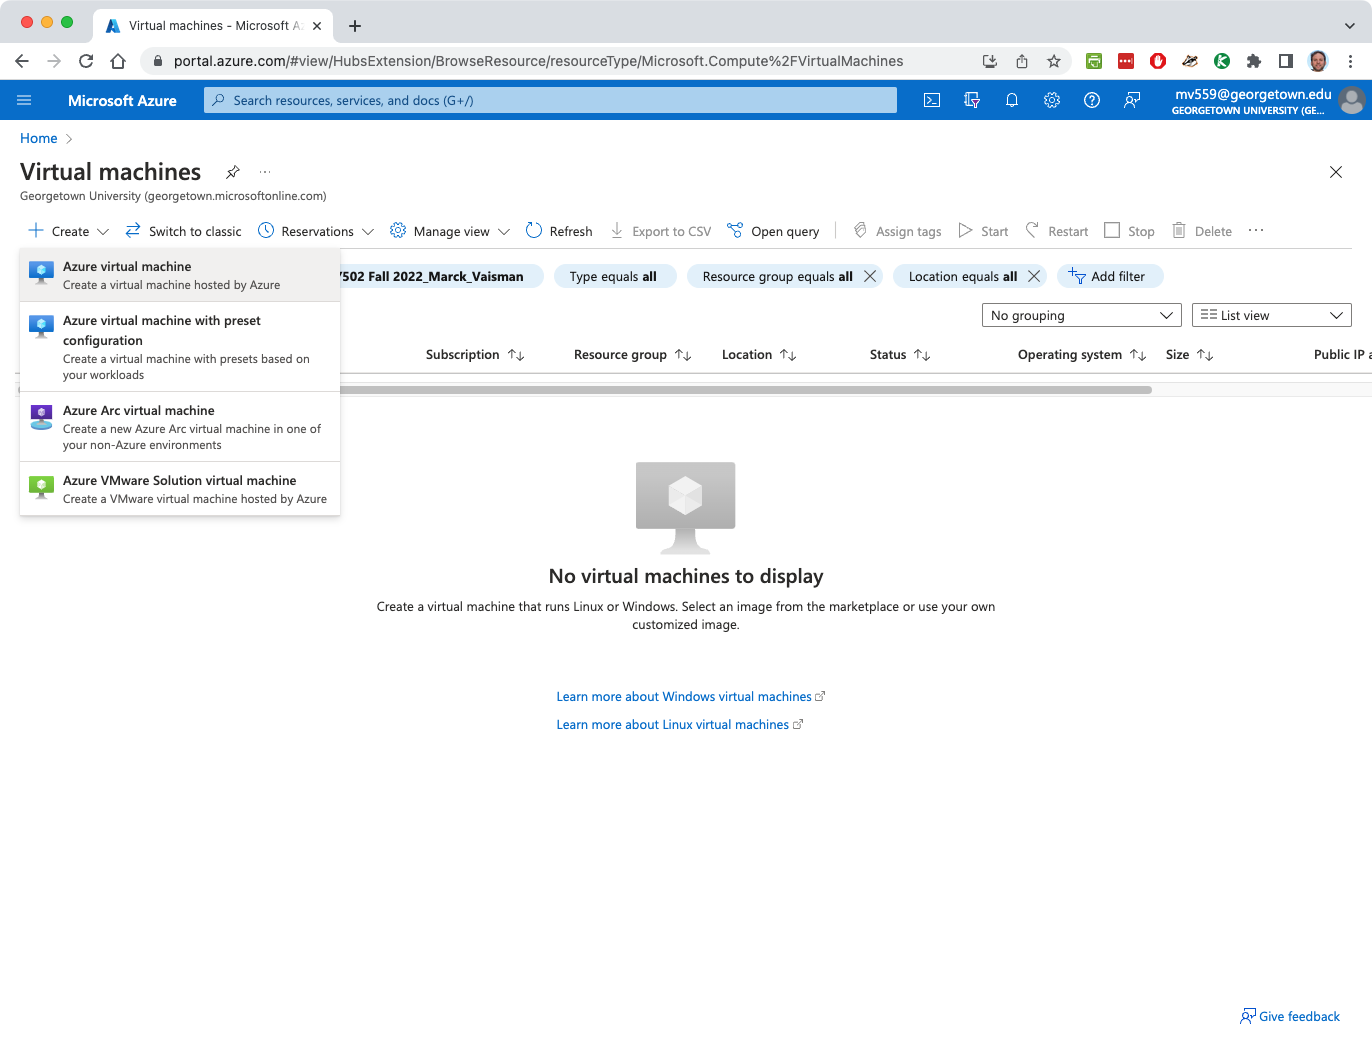 Virtual machines - Microsoft Az
portal.azure.com/#view/HubsExtension/BrowseResource/resourceType/Microsoft.Compute%2FVirtualMachines
Microsoft Azure
Search resources, services, and docs (G+/)
mv559@georgetown.edu
GEORGETOWN UNIVERSITY (GE...
Home
Virtual machines
Georgetown University (georgetown.microsoftonline.com)
Create Switch to classic Reservations Manage view Refresh Export to CSV Open query Assign tags Start Restart Stop Delete
Azure virtual machine
Create a virtual machine hosted by Azure
Azure virtual machine with preset
configuration
Create a virtual machine with presets based on
your workloads
Azure Arc virtual machine
Create a new Azure Arc virtual machine in one of
your non-Azure environments
Azure VMware Solution virtual machine
Create a VMware virtual machine hosted by Azure
502 Fall 2022_Marck_Vaisman Type equals all Resource group equals all Location equals all Add filter
No grouping List view
Subscription Resource group Location Status Operating system Size Public IP a
No virtual machines to display
Create a virtual machine that runs Linux or Windows. Select an image from the marketplace or use your own
customized image.
Learn more about Windows virtual machines
Learn more about Linux virtual machines
Give feedback